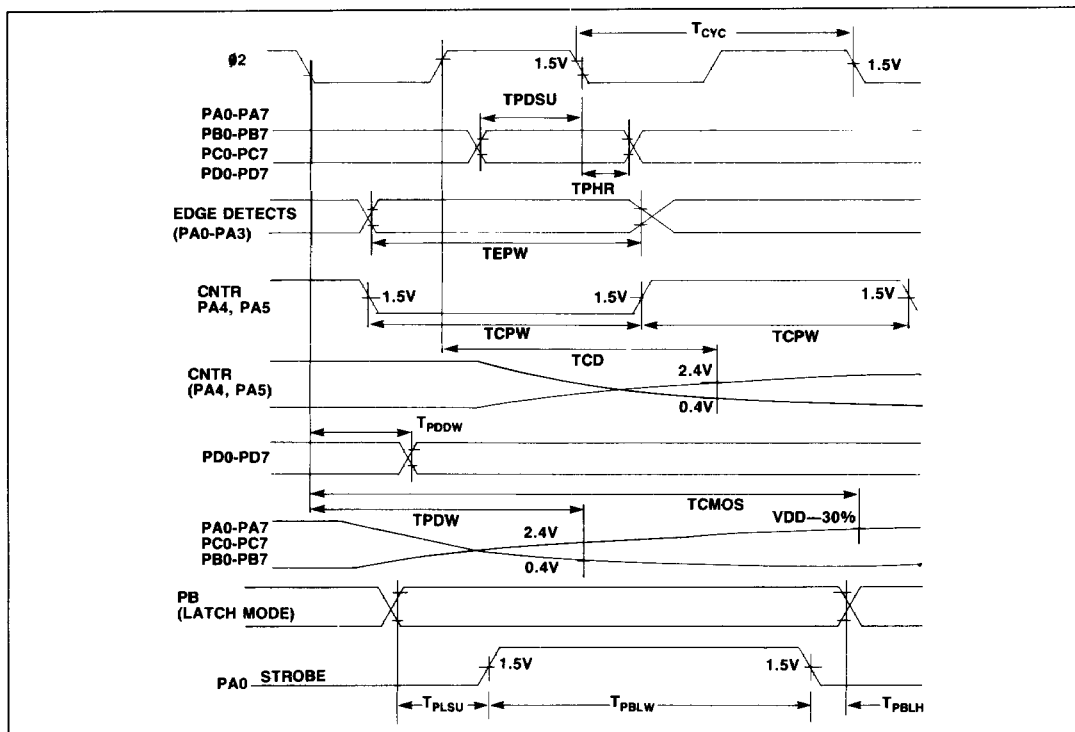 T_CYC
ø2
1.5V
1.5V
TPDSU
PA0-PA7
PB0-PB7
PC0-PC7
PD0-PD7
TPHR
EDGE DETECTS
(PA0-PA3)
TEPW
CNTR
PA4, PA5
1.5V
1.5V
1.5V
TCPW
TCPW
TCD
CNTR
(PA4, PA5)
2.4V
0.4V
T_PDDW
PD0-PD7
TCMOS
TPDW
VDD—30%
PA0-PA7
PC0-PC7
PB0-PB7
2.4V
0.4V
PB
(LATCH MODE)
PA0 STROBE
1.5V
1.5V
T_PLSU
T_PBLW
T_PBLH